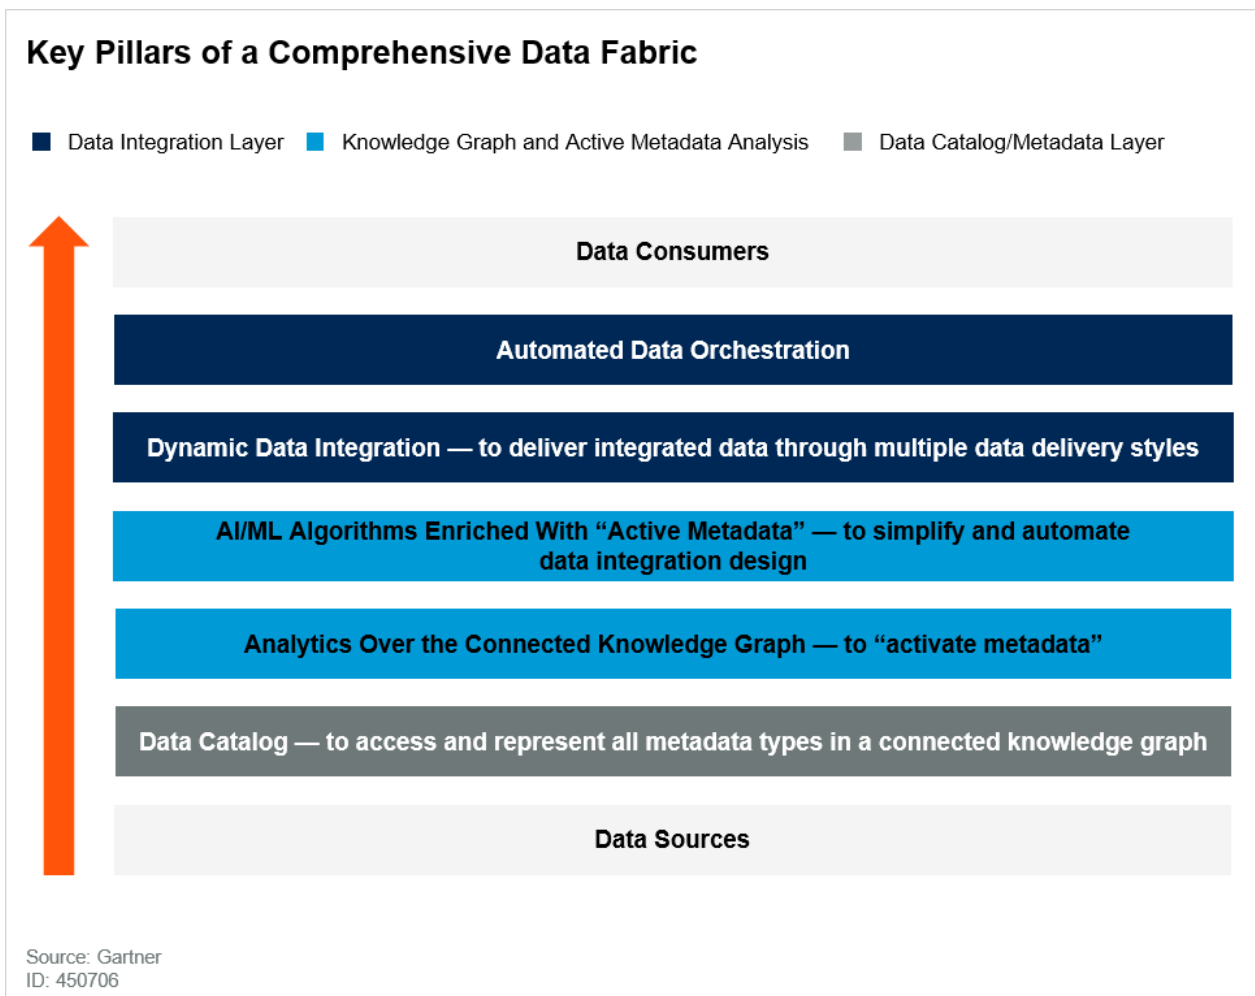 Key Pillars of a Comprehensive Data Fabric
Data Integration Layer
Knowledge Graph and Active Metadata Analysis
Data Catalog/Metadata Layer
Data Consumers
Automated Data Orchestration
Dynamic Data Integration — to deliver integrated data through multiple data delivery styles
AI/ML Algorithms Enriched With “Active Metadata” — to simplify and automate
data integration design
Analytics Over the Connected Knowledge Graph — to “activate metadata”
Data Catalog — to access and represent all metadata types in a connected knowledge graph
Data Sources
Source: Gartner
ID: 450706